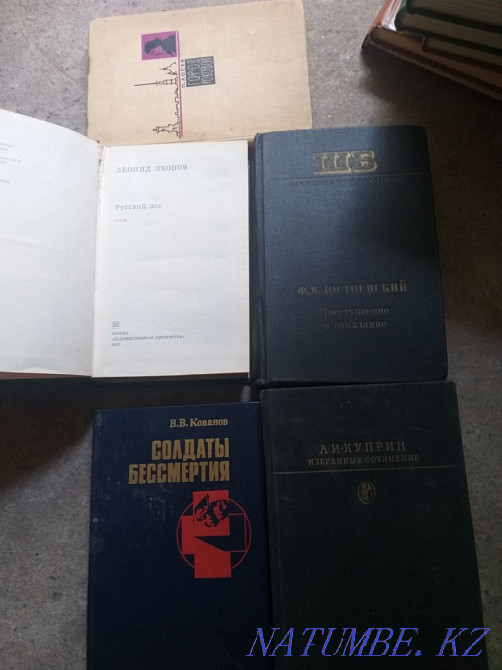 ЛЕОНИД ЛЕОНОВ
Русский лес
МОСКВА
«ХУДОЖЕСТВЕННАЯ ЛИТЕРАТУРА»
ШБ
Ф. М. ДОСТОЕВСКИЙ
Преступление
и наказание
В.В. Кованов
СОЛДАТЫ
БЕССМЕРТИЯ
А·И·КУПРИН
ИЗБРАННЫЕ СОЧИНЕНИЯ
NATUMBE.KZ